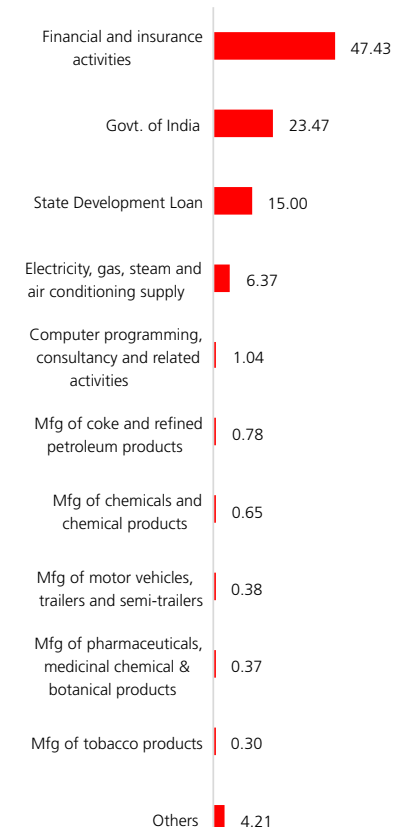 Financial and insurance
activities
47.43
Govt. of India
23.47
State Development Loan
15.00
Electricity, gas, steam and
air conditioning supply
6.37
Computer programming,
consultancy and related
activities
1.04
Mfg of coke and refined
petroleum products
0.78
Mfg of chemicals and
chemical products
0.65
Mfg of motor vehicles,
trailers and semi-trailers
0.38
Mfg of pharmaceuticals,
medicinal chemical &
botanical products
0.37
Mfg of tobacco products
0.30
Others
4.21